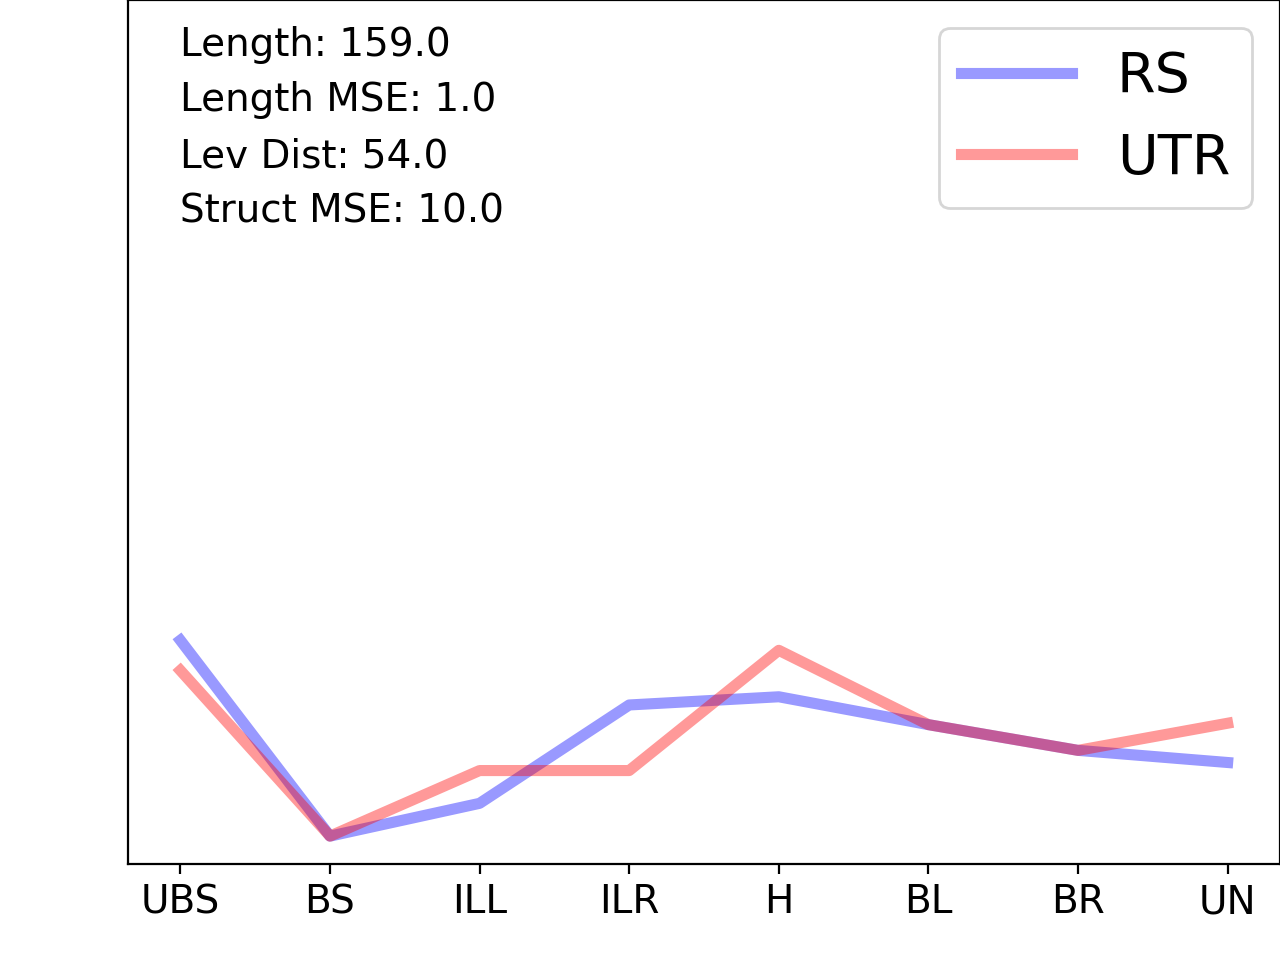 Length: 159.0
Length MSE: 1.0
Lev Dist: 54.0
Struct MSE: 10.0
RS
UTR
UBS BS ILL ILR H BL BR UN